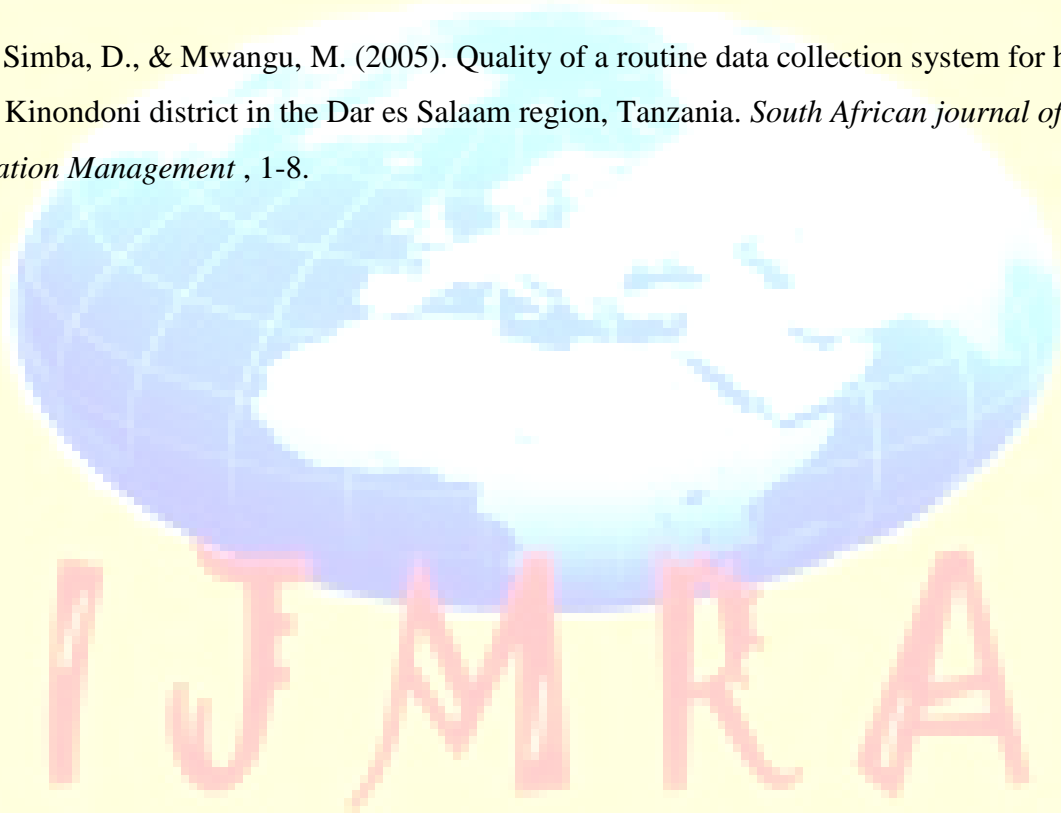 Simba, D., & Mwangu, M. (2005). Quality of a routine data collection system for
Kinondoni district in the Dar es Salaam region, Tanzania. South African journal of
Management , 1-8.
IJMRA